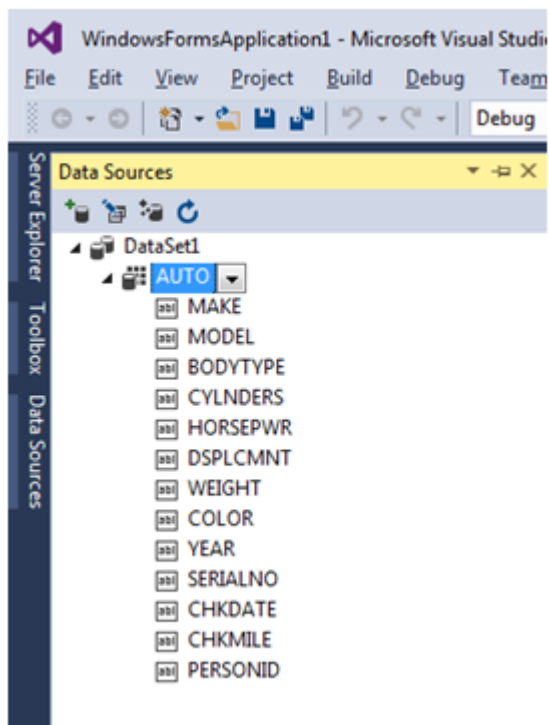 WindowsFormsApplication1 - Microsoft Visual Studi
File Edit View Project Build Debug Team
Debug
Server Explorer
Toolbox
Data Sources
Data Sources
DataSet1
AUTO
MAKE
MODEL
BODYTYPE
CYLNDERS
HORSEPWR
DSPLCMNT
WEIGHT
COLOR
YEAR
SERIALNO
CHKDATE
CHKMILE
PERSONID